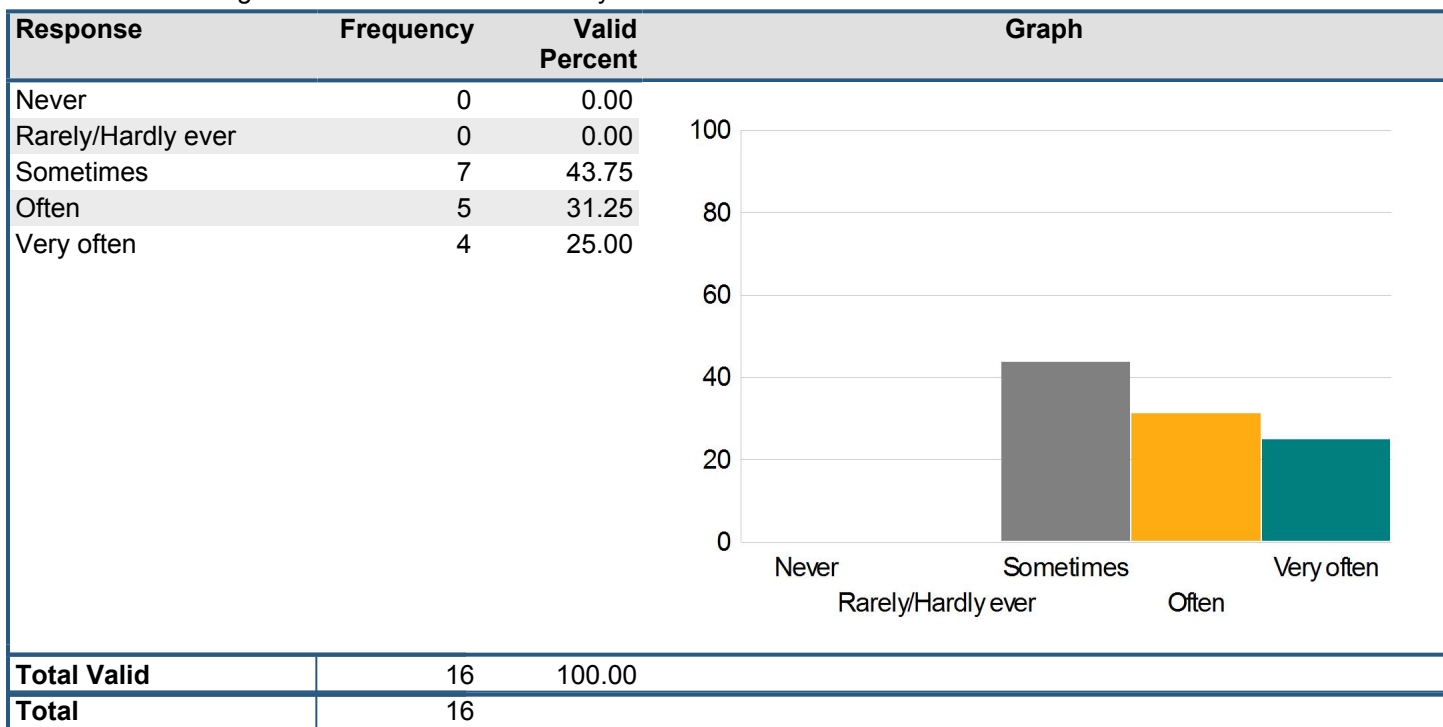 Response Frequency Valid Percent Graph
Never 0 0.00
Rarely/Hardly ever 0 0.00
Sometimes 7 43.75
Often 5 31.25
Very often 4 25.00
100
80
60
40
20
0
Never Sometimes Very often
Rarely/Hardly ever Often
Total Valid 16 100.00
Total 16